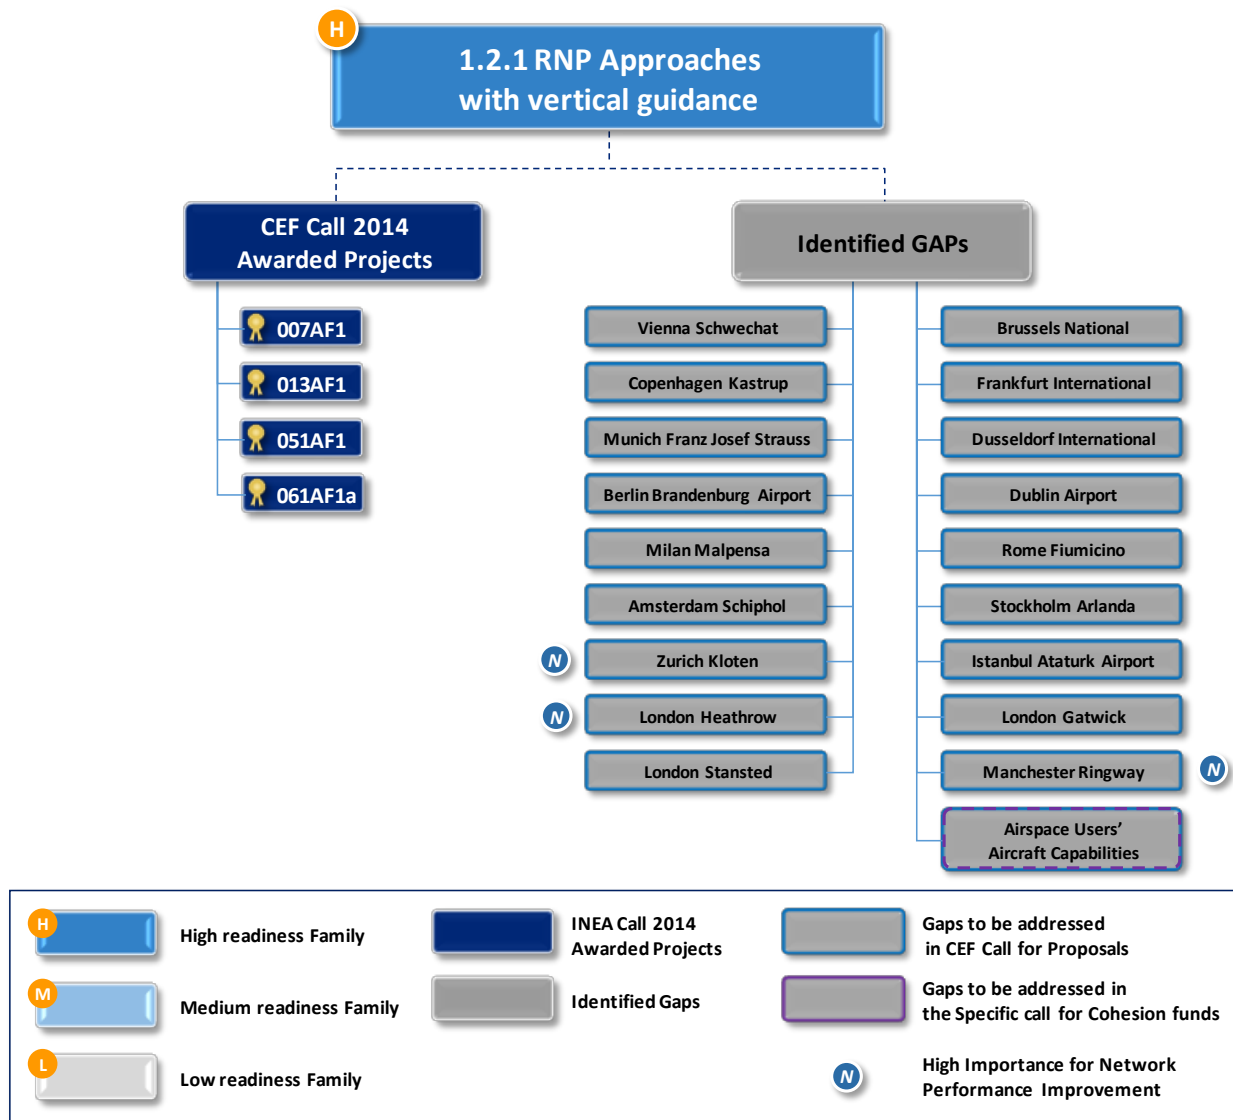 H
1.2.1 RNP Approaches
with vertical guidance
CEF Call 2014
Awarded Projects
Identified GAPs
007AF1
013AF1
051AF1
061AF1a
Vienna Schwechat
Copenhagen Kastrup
Munich Franz Josef Strauss
Berlin Brandenburg Airport
Milan Malpensa
Amsterdam Schiphol
N
Zurich Kloten
N
London Heathrow
London Stansted
Brussels National
Frankfurt International
Dusseldorf International
Dublin Airport
Rome Fiumicino
Stockholm Arlanda
Istanbul Ataturk Airport
London Gatwick
Manchester Ringway
N
Airspace Users’
Aircraft Capabilities
H
High readiness Family
M
Medium readiness Family
L
Low readiness Family
INEA Call 2014
Awarded Projects
Identified Gaps
Gaps to be addressed
in CEF Call for Proposals
Gaps to be addressed in
the Specific call for Cohesion funds
N
High Importance for Network
Performance Improvement